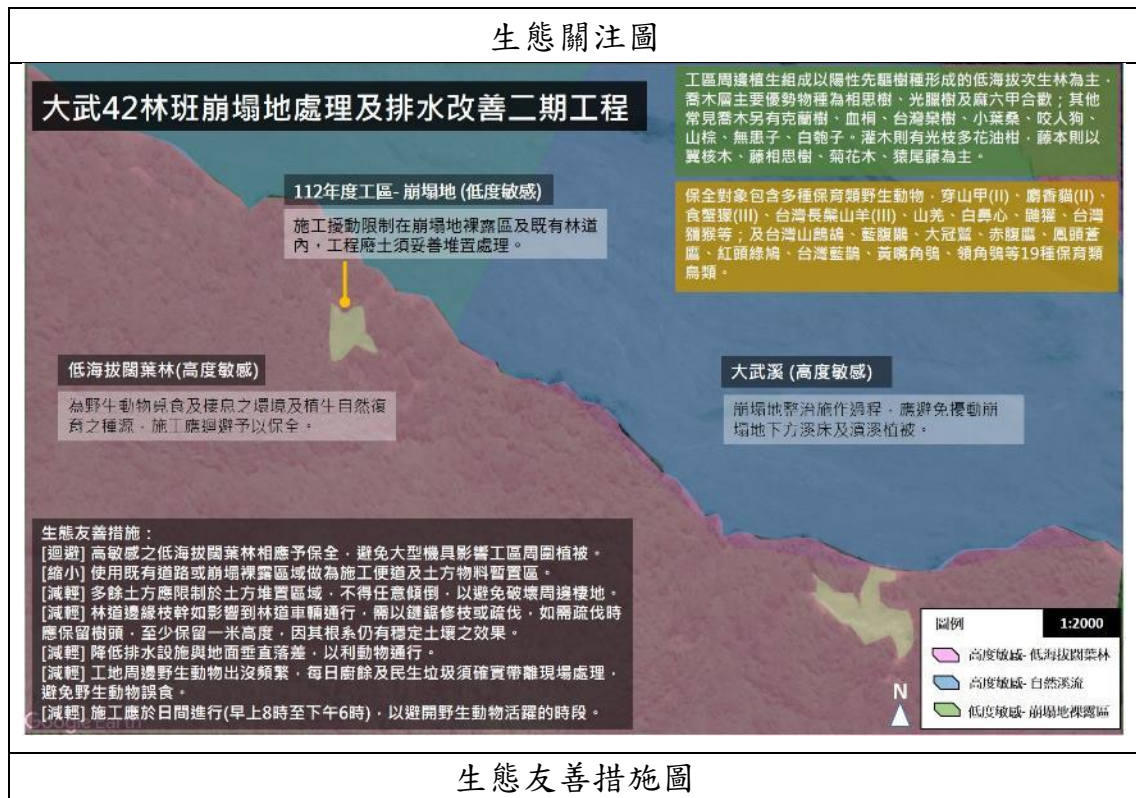 生態關注圖
大武42林班崩塌地處理及排水改善二期工程
工區周邊植生組成以陽性先驅樹種形成的低海拔次生林為主，
喬木層主要優勢物種為相思樹、光臘樹及麻六甲合歡；其他
常見喬木另有克蘭樹、血桐、台灣欒樹、小葉桑、咬人狗、
山棕、無患子、白匏子。灌木則有光枝多花油柑，藤本則以
翼核木、藤相思樹、菊花木、猿尾藤為主。
保全對象包含多種保育類野生動物，穿山甲(II)、麝香貓(II)、
食蟹獴(III)、台灣長鬃山羊(III)、山羌、白鼻心、鼬獾、台灣
獼猴等；及台灣山鷓鴣、藍腹鷴、大冠鷲、赤腹鷹、鳳頭蒼
鷹、紅頭綠鳩、台灣藍鵲、黃嘴角鴞、領角鴞等19種保育類
鳥類。
112年度工區-崩塌地 (低度敏感)
施工擾動限制在崩塌地裸露區及既有林道
內，工程廢土須妥善堆置處理。
低海拔闊葉林(高度敏感)
為野生動物覓食及棲息之環境及植生自然復
育之種源，施工應迴避予以保全。
大武溪 (高度敏感)
崩塌地整治施作過程，應避免擾動崩
塌地下方溪床及濱溪植被。
生態友善措施：
[迴避] 高敏感之低海拔闊葉林相應予保全，避免大型機具影響工區周圍植被。
[縮小] 使用既有道路或崩塌裸露區域做為施工便道及土方物料暫置區。
[減輕] 多餘土方應限制於土方堆置區域，不得任意傾倒，以避免破壞周邊棲地。
[減輕] 林道邊緣枝幹如影響到林道車輛通行，需以鏈鋸修枝或疏伐，如需疏伐時
應保留樹頭，至少保留一米高度，因其根系仍有穩定土壤之效果。
[減輕] 降低排水設施與地面垂直落差，以利動物通行。
[減輕] 工地周邊野生動物出沒頻繁，每日廚餘及民生垃圾須確實帶離現場處理，
避免野生動物誤食。
[減輕] 施工應於日間進行(早上8時至下午6時)，以避開野生動物活躍的時段。
Google Earth
N
圖例
1:2000
高度敏感-低海拔闊葉林
高度敏感-自然溪流
低度敏感-崩塌地裸露區
生態友善措施圖